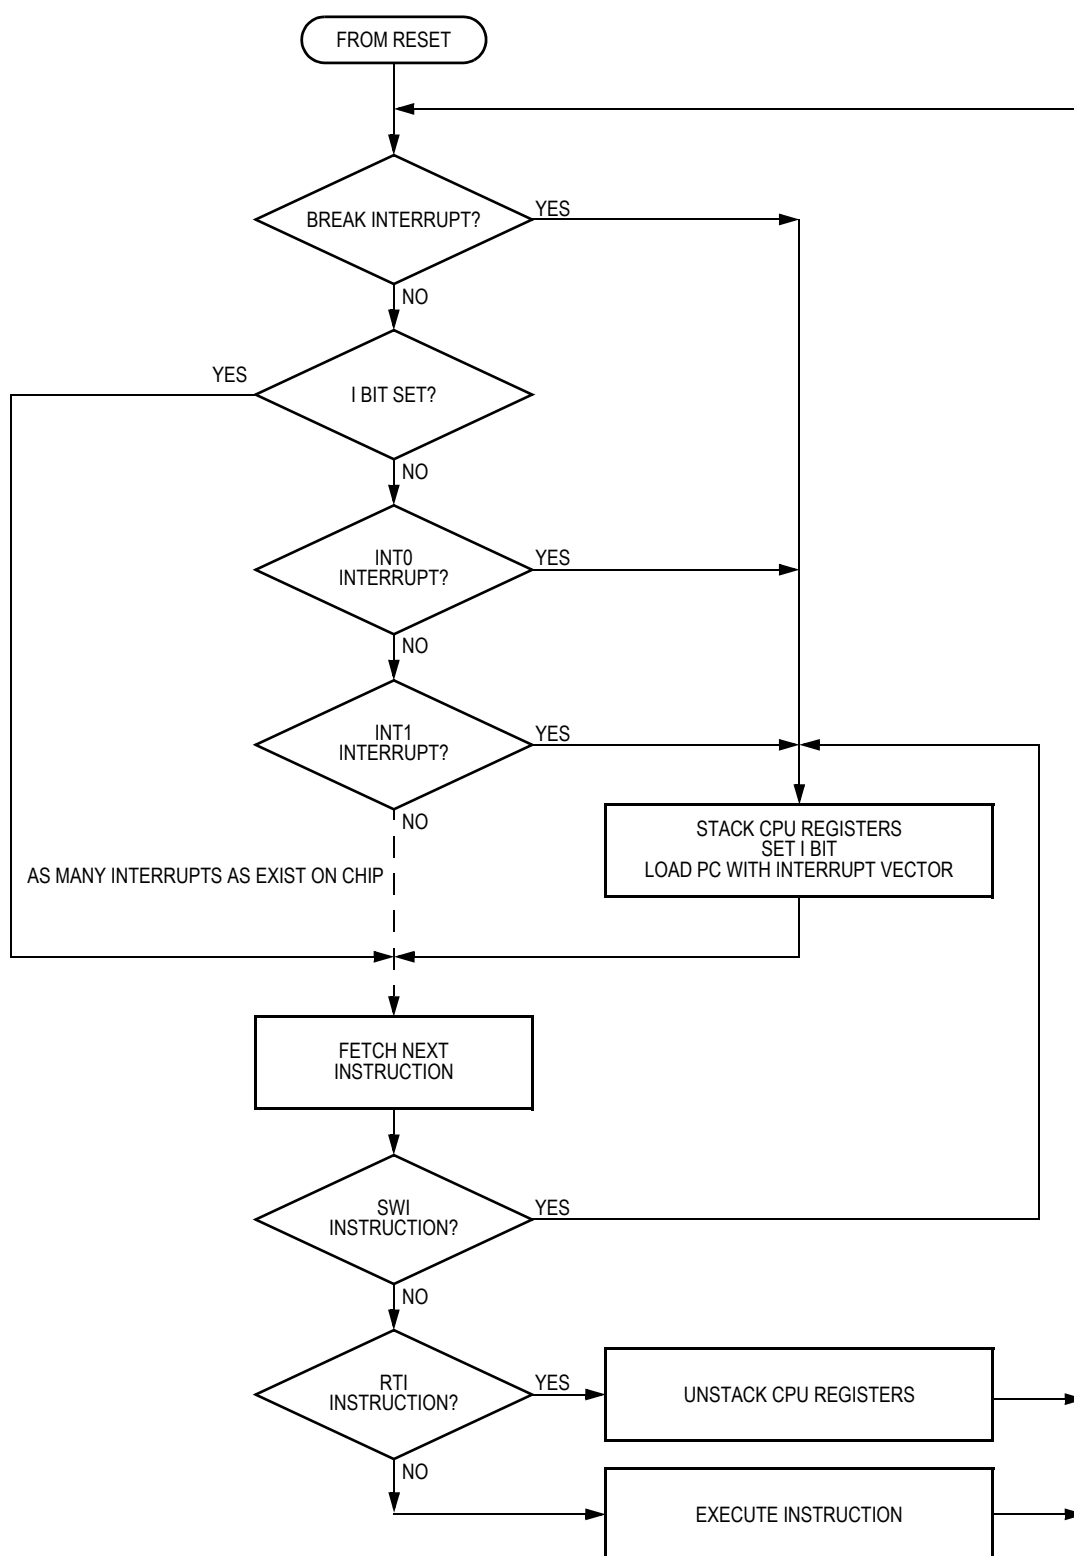 FROM RESET
BREAK INTERRUPT?
YES
NO
YES
I BIT SET?
NO
INT0
INTERRUPT?
YES
NO
INT1
INTERRUPT?
YES
NO
STACK CPU REGISTERS
SET I BIT
LOAD PC WITH INTERRUPT VECTOR
AS MANY INTERRUPTS AS EXIST ON CHIP
FETCH NEXT
INSTRUCTION
SWI
INSTRUCTION?
YES
NO
RTI
INSTRUCTION?
YES
UNSTACK CPU REGISTERS
NO
EXECUTE INSTRUCTION